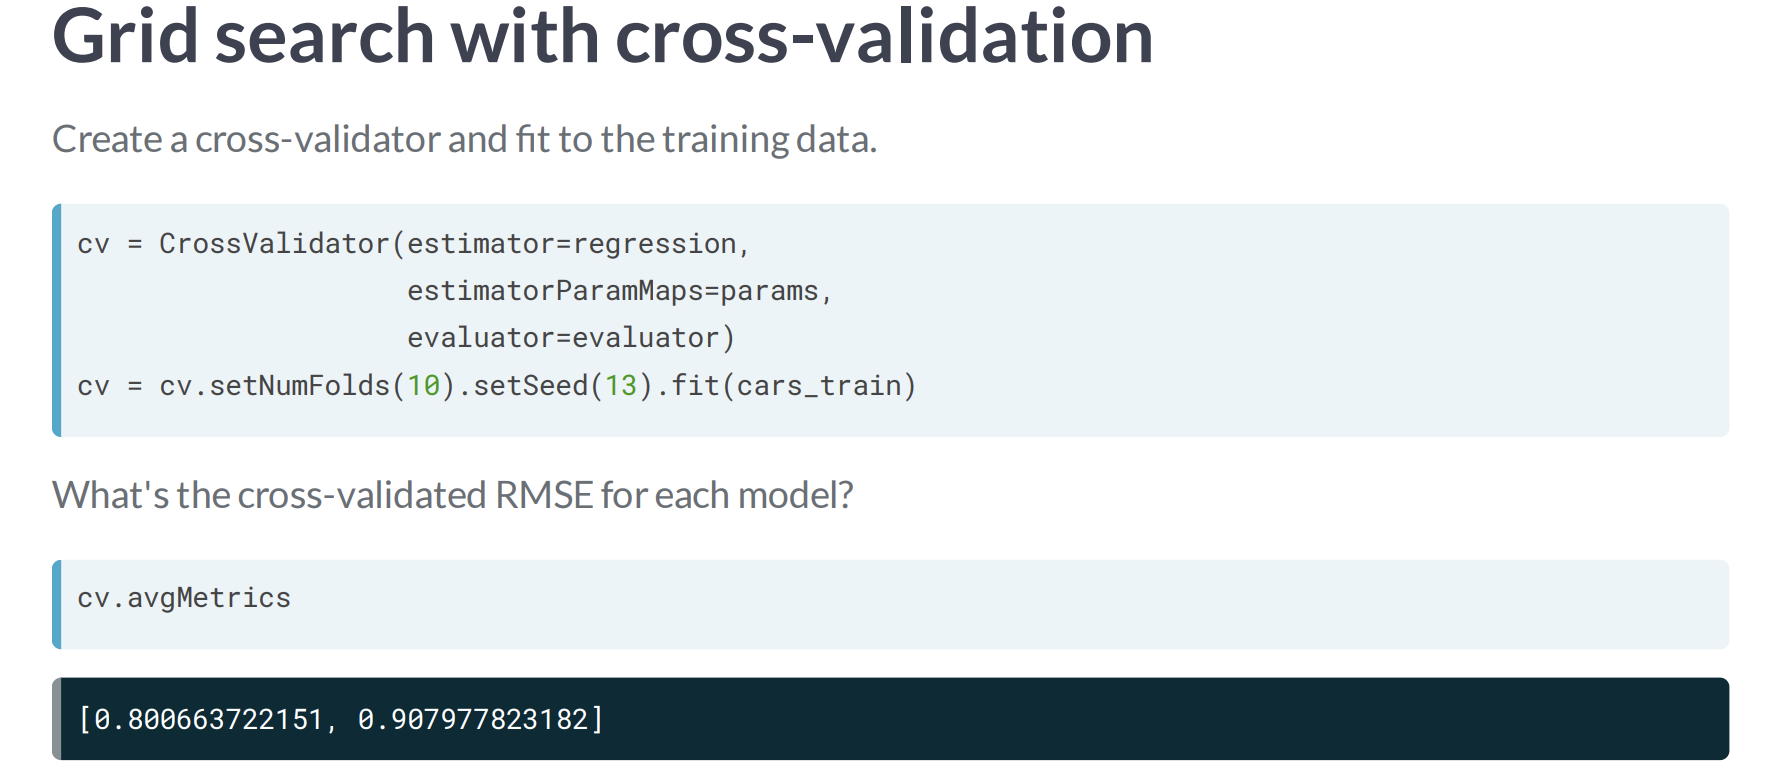 Grid search with cross-validation
Create a cross-validator and fit to the training data.
cv = CrossValidator(estimator=regression,
                    estimatorParamMaps=params,
                    evaluator=evaluator)
cv = cv.setNumFolds(10).setSeed(13).fit(cars_train)
What's the cross-validated RMSE for each model?
cv.avgMetrics
[0.800663722151, 0.907977823182]